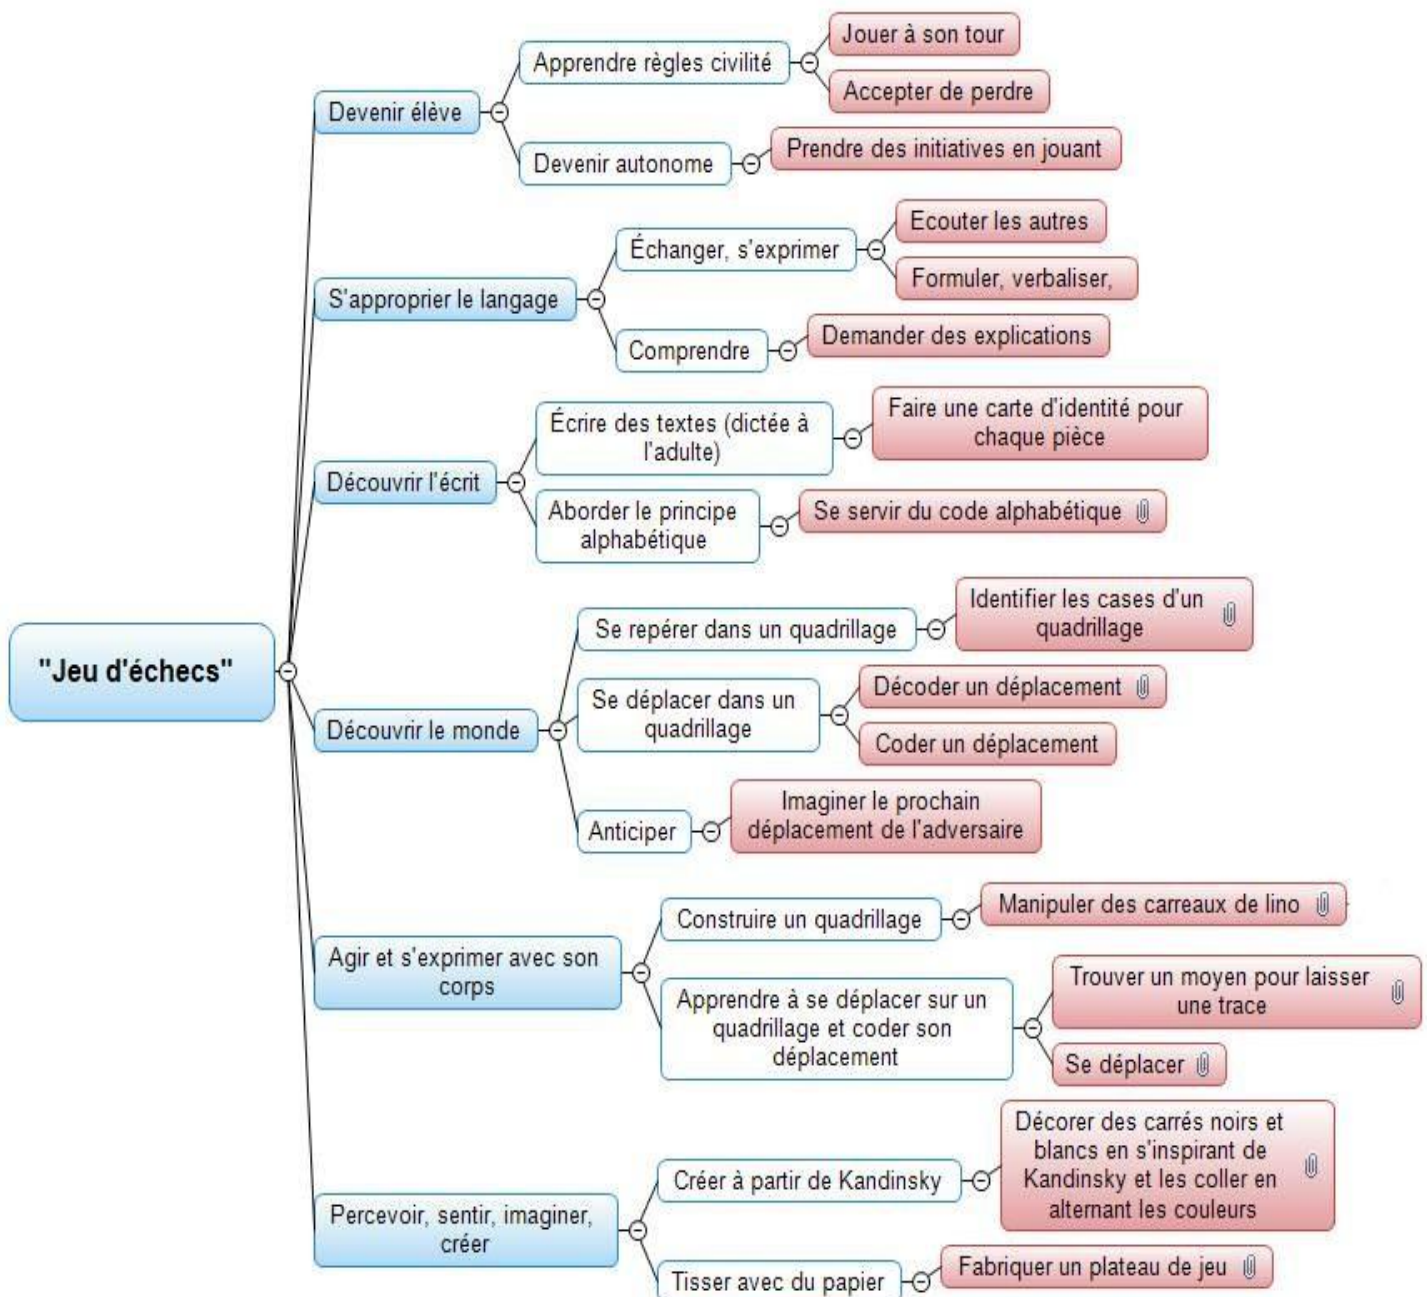 Jouer à son tour
Apprendre règles civilité
Accepter de perdre
Devenir élève
Prendre des initiatives en jouant
Devenir autonome
Ecouter les autres
Échanger, s'exprimer
Formuler, verbaliser,
S'approprier le langage
Demander des explications
Comprendre
Faire une carte d'identité pour
chaque pièce
Écrire des textes (dictée à
l'adulte)
Découvrir l'écrit
Se servir du code alphabétique
Aborder le principe
alphabétique
Identifier les cases d'un
quadrillage
Se repérer dans un quadrillage
"Jeu d'échecs"
Décoder un déplacement
Se déplacer dans un
quadrillage
Coder un déplacement
Découvrir le monde
Imaginer le prochain
déplacement de l'adversaire
Anticiper
Manipuler des carreaux de lino
Construire un quadrillage
Agir et s'exprimer avec son
corps
Trouver un moyen pour laisser
une trace
Apprendre à se déplacer sur un
quadrillage et coder son
déplacement
Se déplacer
Décorer des carrés noirs et
blancs en s'inspirant de
Kandinsky et les coller en
alternant les couleurs
Créer à partir de Kandinsky
Percevoir, sentir, imaginer,
créer
Fabriquer un plateau de jeu
Tisser avec du papier